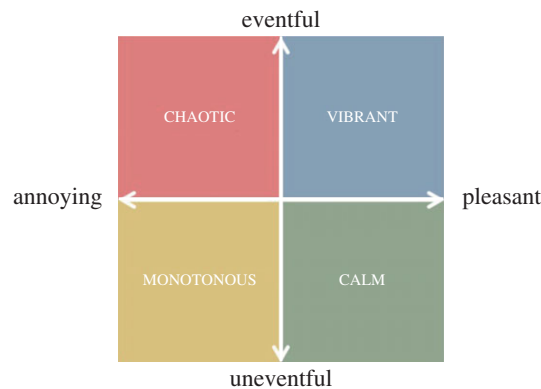 eventful
CHAOTIC VIBRANT
annoying pleasant
MONOTONOUS CALM
uneventful